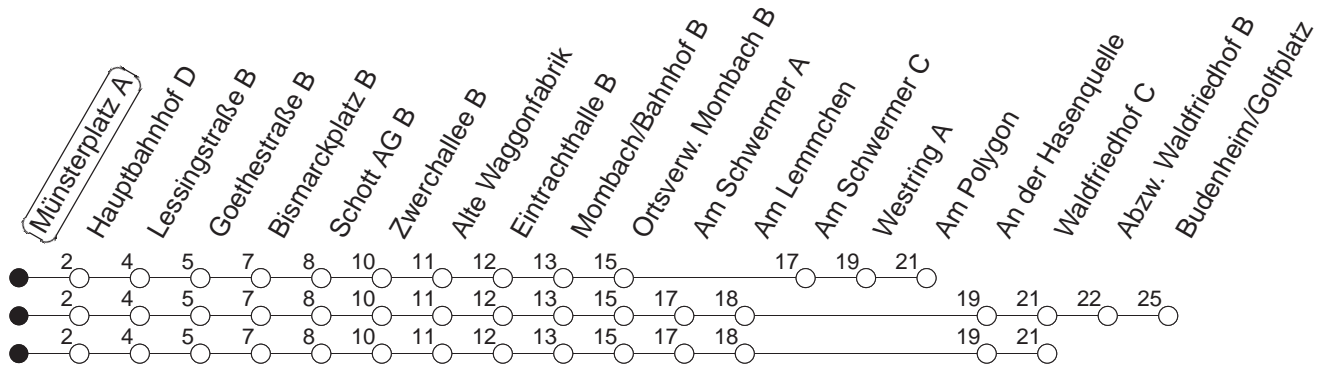 Münsterplatz A
Hauptbahnhof D
Lessingstraße B
Goethestraße B
Bismarckplatz B
Schott AG B
Zwerchallee B
Alte Waggonfabrik
Eintrachthalle B
Mombach/Bahnhof B
Ortsverw. Mombach B
Am Schwermer A
Am Lemmchen
Am Schwermer C
Westring A
Am Polygon
An der Hasenquelle
Waldfriedhof C
Abzw. Waldfriedhof B
Budenheim/Golfplatz
2 4 5 7 8 10 11 12 13 15 17 19 21
2 4 5 7 8 10 11 12 13 15 17 18 19 21 22 25
2 4 5 7 8 10 11 12 13 15 17 18 19 21